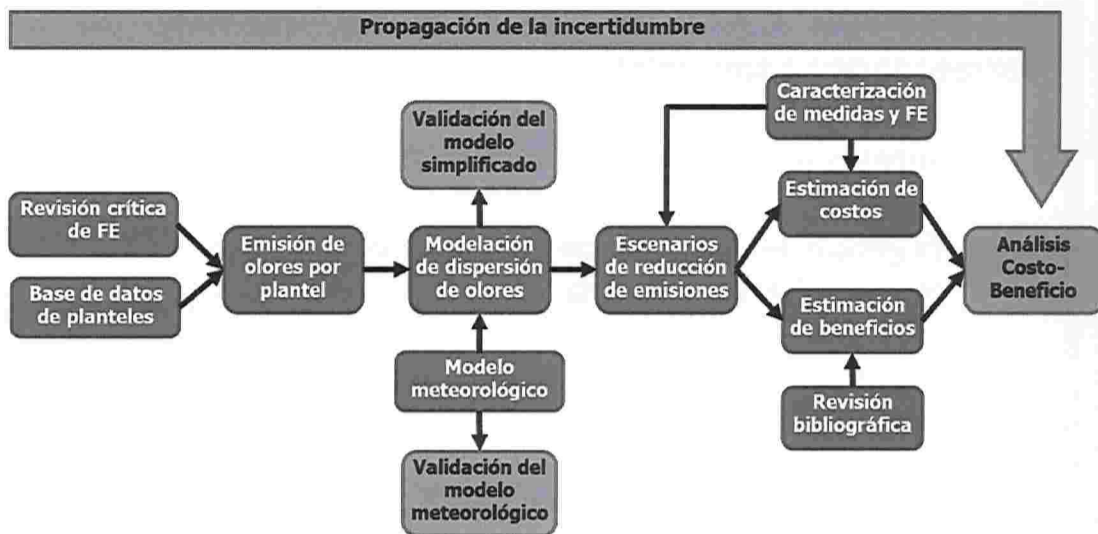 Propagación de la incertidumbre
Caracterización
de medidas y FE
Validación del
modelo
simplificado
Estimación de
costos
Revisión crítica
de FE
Emisión de
olores por
plantel
Modelación
de dispersión
de olores
Escenarios
de reducción
de emisiones
Análisis
Costo-
Beneficio
Base de datos
de planteles
Estimación
de beneficios
Modelo
meteorológico
Revisión
bibliográfica
Validación del
modelo
meteorológico